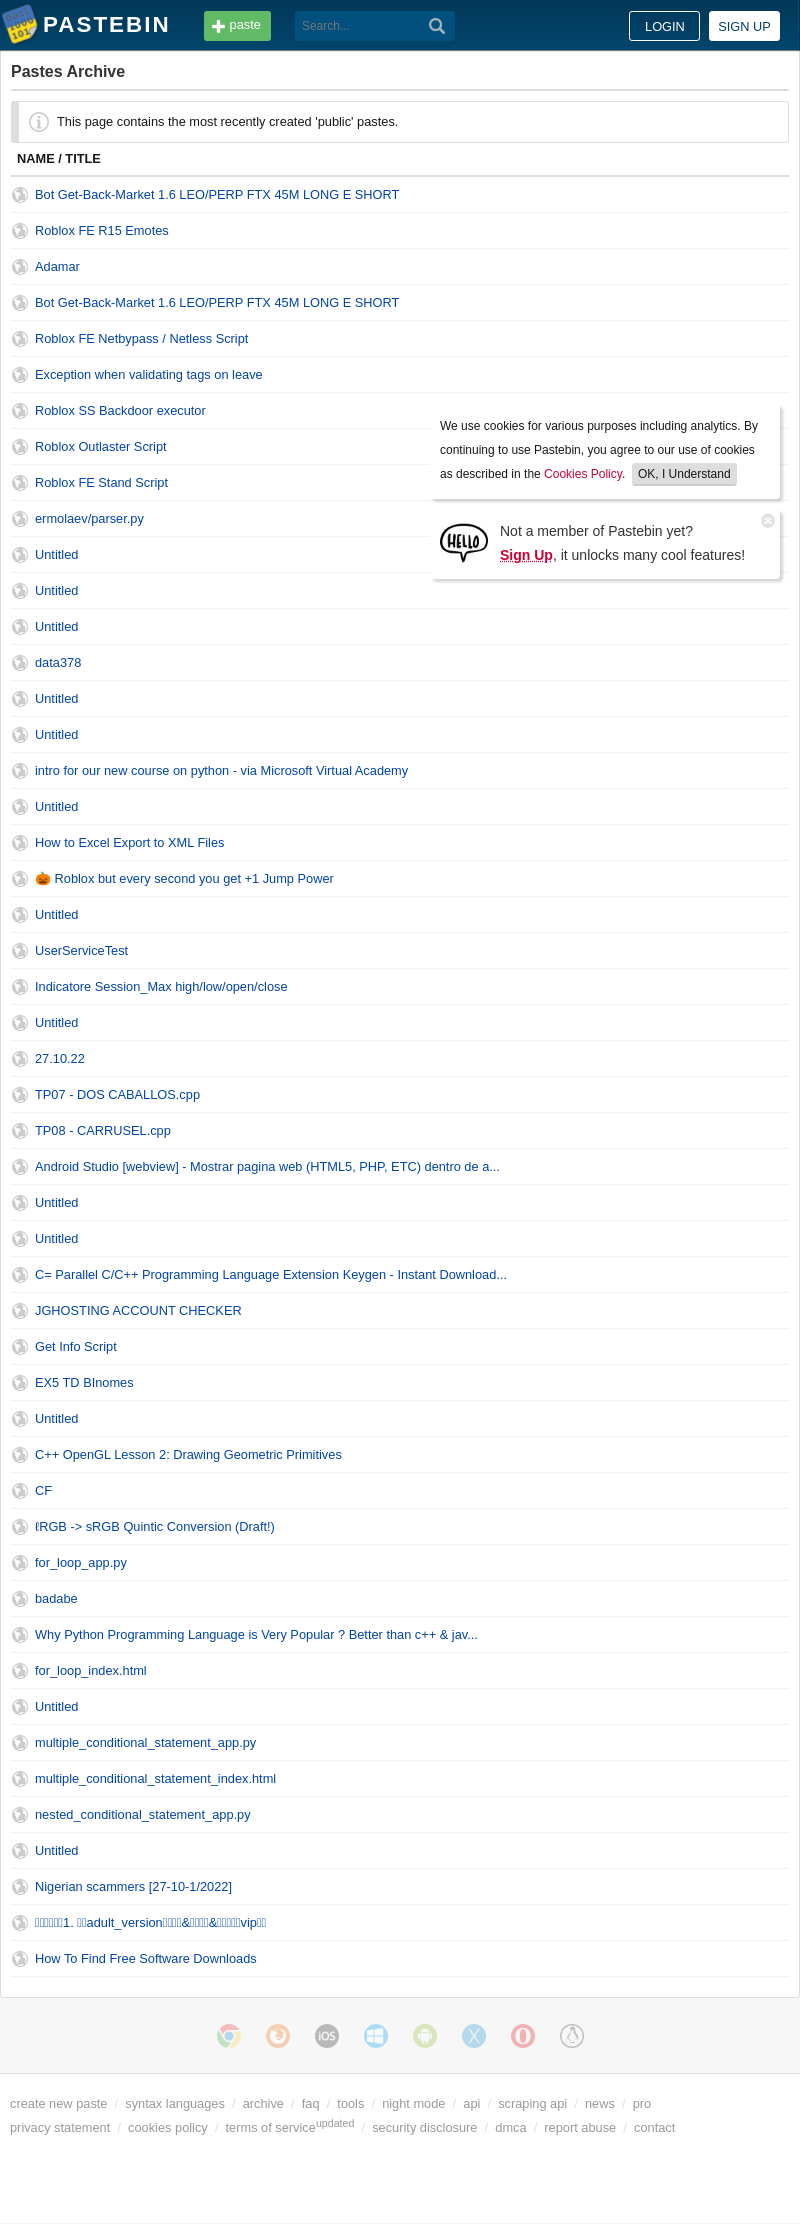 PASTEBIN
paste
Search...
LOGIN
SIGN UP
Pastes Archive
This page contains the most recently created 'public' pastes.
NAME / TITLE
Bot Get-Back-Market 1.6 LEO/PERP FTX 45M LONG E SHORT
Roblox FE R15 Emotes
Adamar
Bot Get-Back-Market 1.6 LEO/PERP FTX 45M LONG E SHORT
Roblox FE Netbypass / Netless Script
Exception when validating tags on leave
Roblox SS Backdoor executor
Roblox Outlaster Script
Roblox FE Stand Script
ermolaev/parser.py
We use cookies for various purposes including analytics. By
continuing to use Pastebin, you agree to our use of cookies
as described in the Cookies Policy. OK, I Understand
HELLO
Not a member of Pastebin yet?
Sign Up, it unlocks many cool features!
Untitled
Untitled
Untitled
data378
Untitled
Untitled
intro for our new course on python - via Microsoft Virtual Academy
Untitled
How to Excel Export to XML Files
🎃 Roblox but every second you get +1 Jump Power
Untitled
UserServiceTest
Indicatore Session_Max high/low/open/close
Untitled
27.10.22
TP07 - DOS CABALLOS.cpp
TP08 - CARRUSEL.cpp
Android Studio [webview] - Mostrar pagina web (HTML5, PHP, ETC) dentro de a...
Untitled
Untitled
C= Parallel C/C++ Programming Language Extension Keygen - Instant Download...
JGHOSTING ACCOUNT CHECKER
Get Info Script
EX5 TD BInomes
Untitled
C++ OpenGL Lesson 2: Drawing Geometric Primitives
CF
ℓRGB -> sRGB Quintic Conversion (Draft!)
for_loop_app.py
badabe
Why Python Programming Language is Very Popular ? Better than c++ & jav...
for_loop_index.html
Untitled
multiple_conditional_statement_app.py
multiple_conditional_statement_index.html
nested_conditional_statement_app.py
Untitled
Nigerian scammers [27-10-1/2022]
1. adult_version&&vip
How To Find Free Software Downloads
iOS
create new paste / syntax languages / archive / faq / tools / night mode / api / scraping api / news / pro
privacy statement / cookies policy / terms of serviceupdated / security disclosure / dmca / report abuse / contact